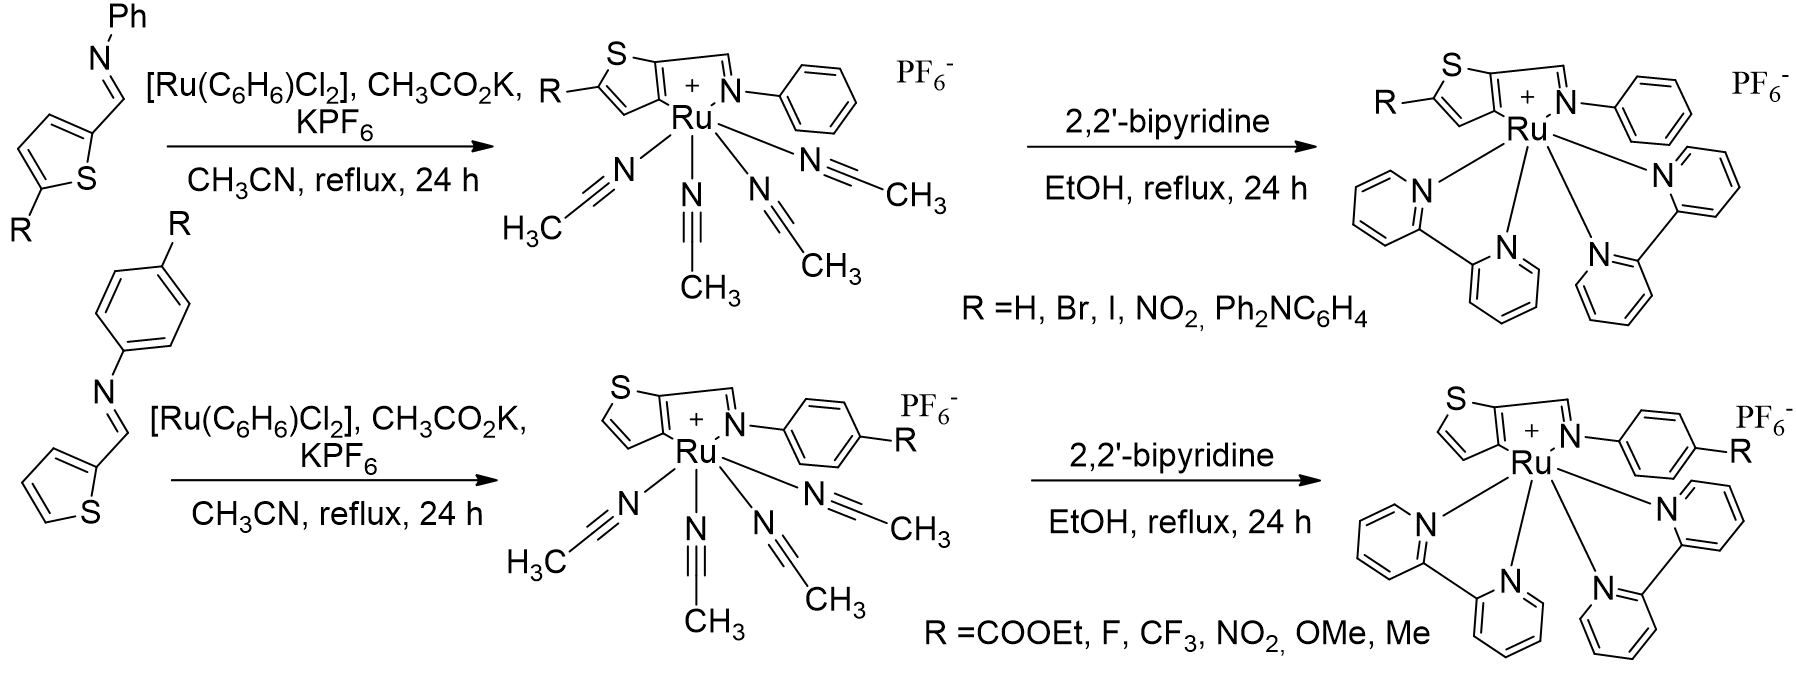 Ph
N
S
R
[Ru(C6H6)Cl2], CH3CO2K,
KPF6
CH3CN, reflux, 24 h
S
R
+
N
Ru
PF6-
N
N
N
N
H3C
CH3
CH3
CH3
2,2'-bipyridine
EtOH, reflux, 24 h
S
R
+
N
Ru
PF6-
N
N
N
N
R =H, Br, I, NO2, Ph2NC6H4
R
N
S
[Ru(C6H6)Cl2], CH3CO2K,
KPF6
CH3CN, reflux, 24 h
S
+
N
Ru
R
PF6-
N
N
N
N
H3C
CH3
CH3
CH3
2,2'-bipyridine
EtOH, reflux, 24 h
S
+
N
Ru
R
PF6-
N
N
N
N
R =COOEt, F, CF3, NO2, OMe, Me